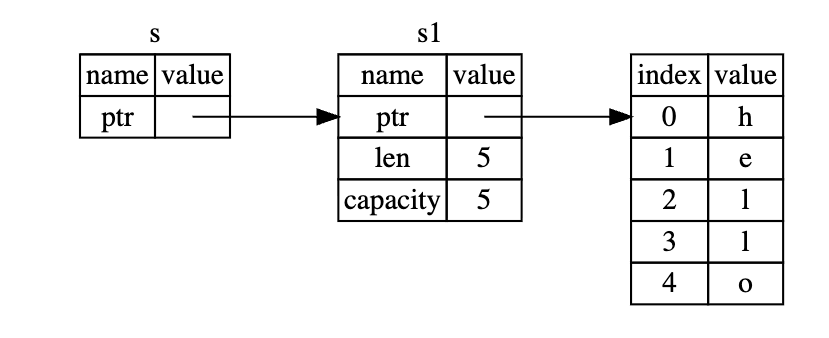 s
name value
ptr
s1
name value
ptr
len 5
capacity 5
index value
0 h
1 e
2 l
3 l
4 o